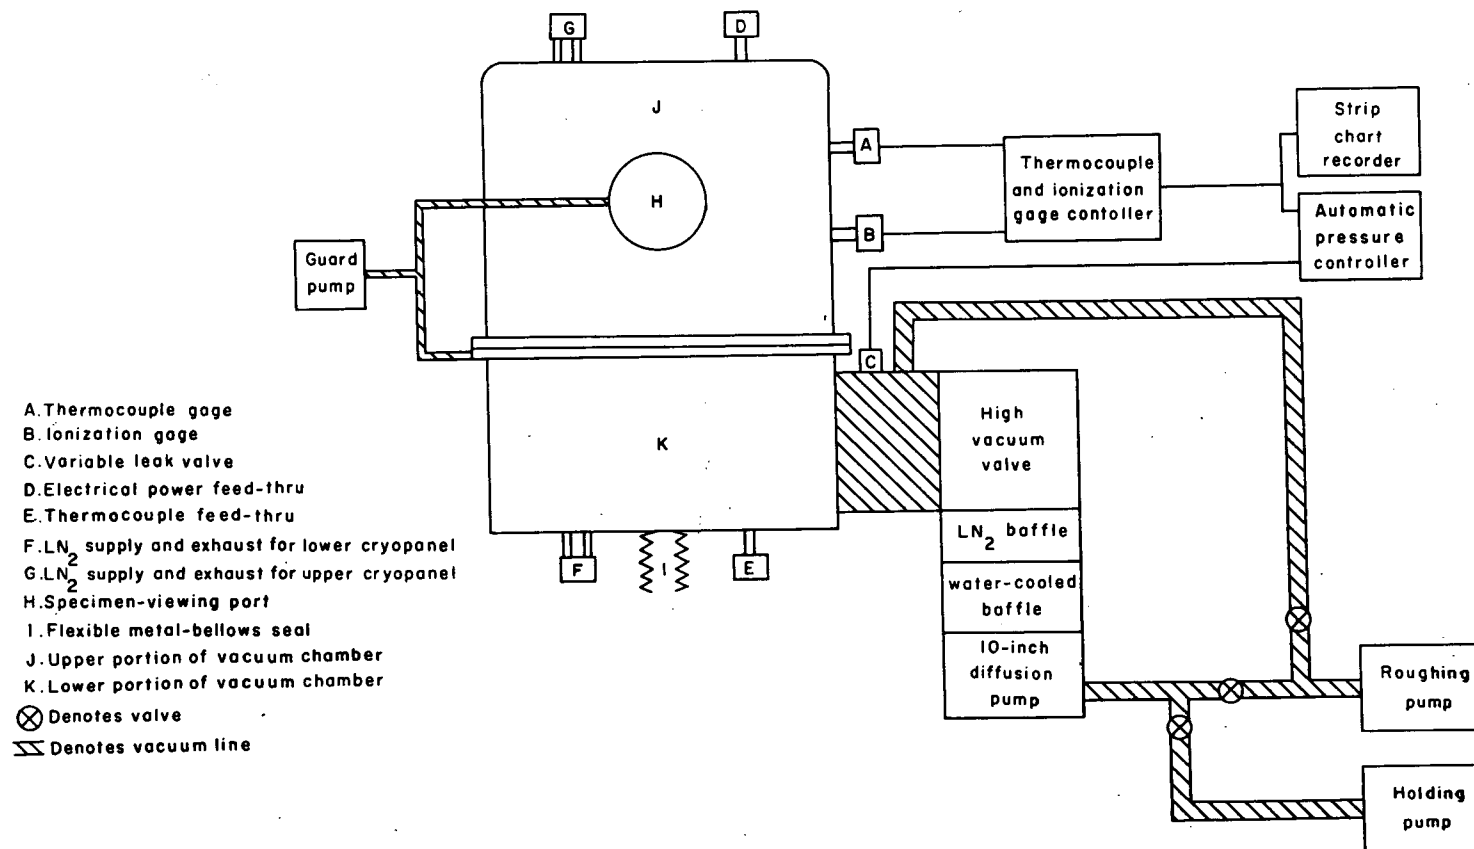 G
D
J
A
Strip
chart
recorder
Thermocouple
and ionization
gage contoller
H
B
Automatic
pressure
controller
Guard
pump
C
High
vacuum
valve
K
LN2 baffle
water-cooled
baffle
10-inch
diffusion
pump
F
I
E
Roughing
pump
Holding
pump
A. Thermocouple gage
B. Ionization gage
C. Variable leak valve
D. Electrical power feed-thru
E. Thermocouple feed-thru
F. LN2 supply and exhaust for lower cryopanel
G. LN2 supply and exhaust for upper cryopanel
H. Specimen-viewing port
I. Flexible metal-bellows seal
J. Upper portion of vacuum chamber
K. Lower portion of vacuum chamber
Denotes valve
Denotes vacuum line